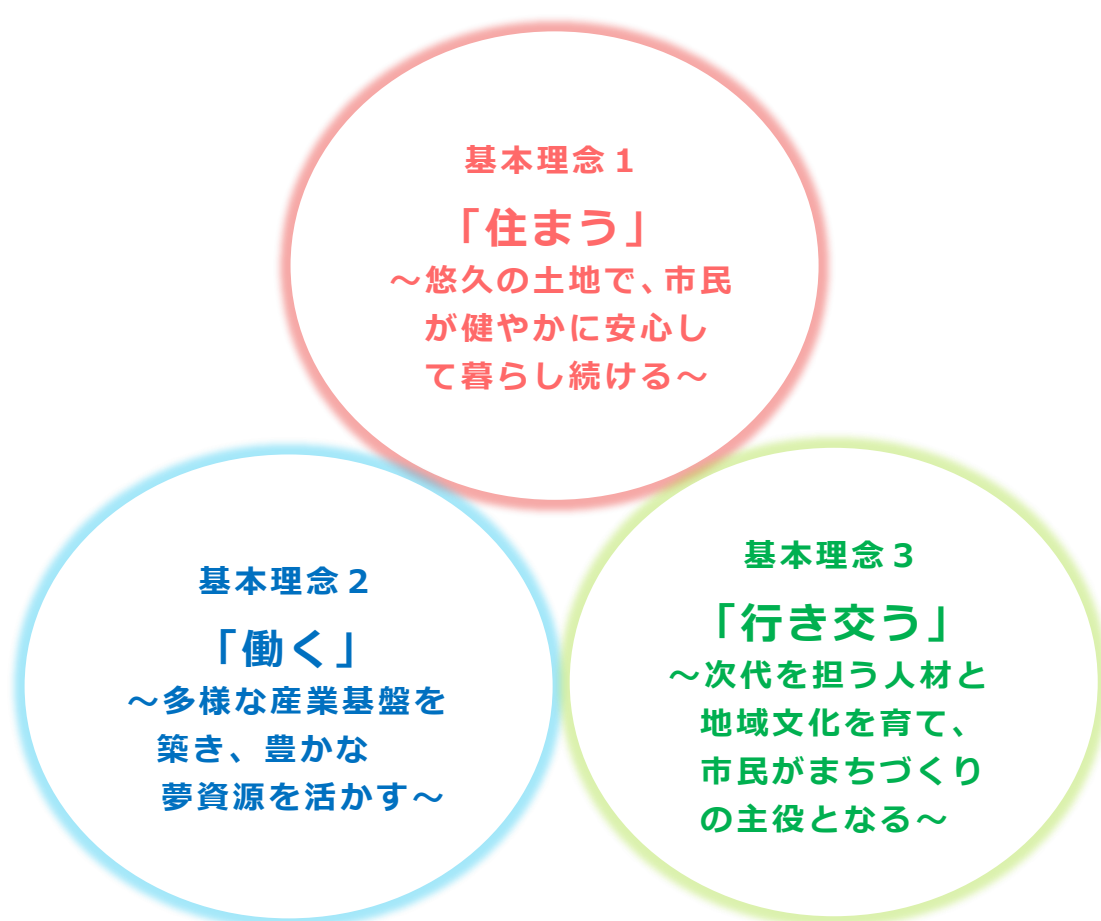 基本理念１
「住まう」
～悠久の土地で、市民
が健やかに安心し
て暮らし続ける～
基本理念２
「働く」
～多様な産業基盤を
築き、豊かな
夢資源を活かす～
基本理念３
「行き交う」
～次代を担う人材と
地域文化を育て、
市民がまちづくり
の主役となる～